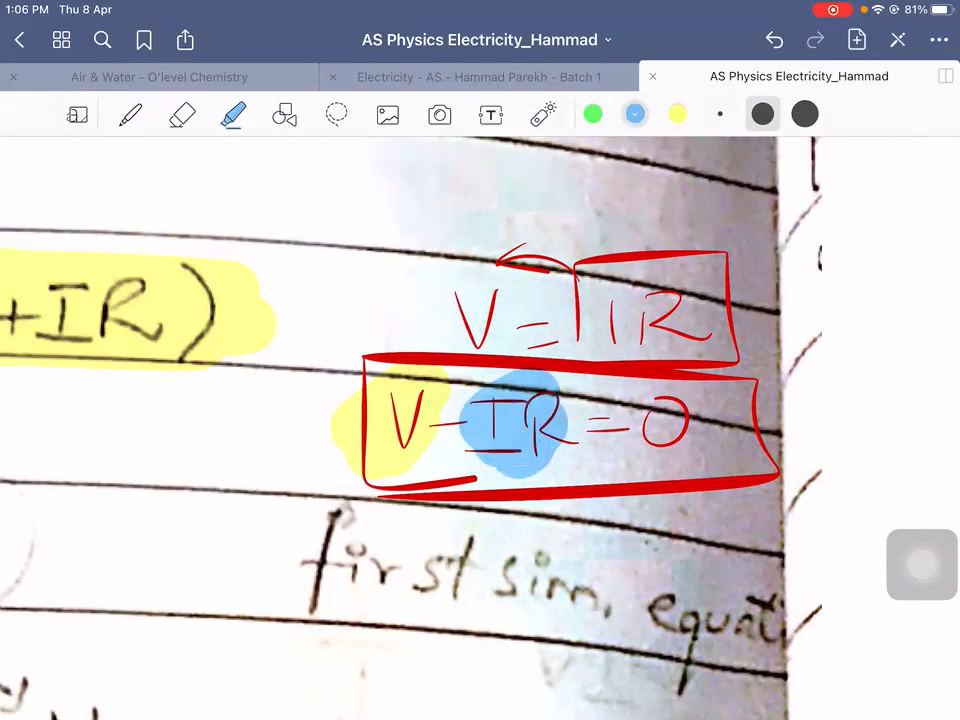 1:06 PM Thu 8 Apr 81%
AS Physics Electricity_Hammad
Air & Water - O'level Chemistry
Electricity - AS - Hammad Parekh - Batch 1
AS Physics Electricity_Hammad
T
+IR)
V = IR
V - IR = 0
first sim. equati